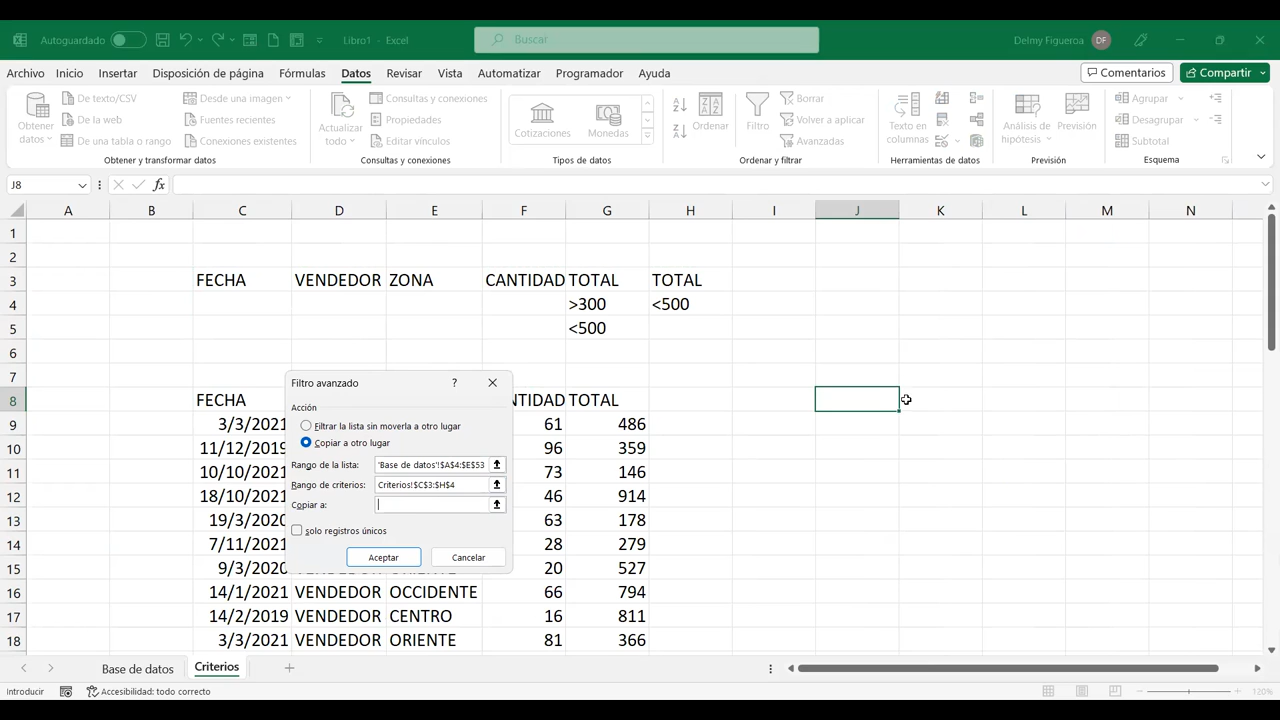 Autoguardado
Libro1 - Excel
Buscar
Delmy Figueroa DF
Archivo Inicio Insertar Disposición de página Fórmulas Datos Revisar Vista Automatizar Programador Ayuda
Comentarios Compartir
Obtener datos
De texto/CSV
De la web
De una tabla o rango
Desde una imagen
Fuentes recientes
Conexiones existentes
Obtener y transformar datos
Actualizar todo
Consultas y conexiones
Propiedades
Editar vínculos
Consultas y conexiones
Cotizaciones Monedas
Tipos de datos
Ordenar Filtro
Borrar
Volver a aplicar
Avanzadas
Ordenar y filtrar
Texto en columnas
Herramientas de datos
Análisis de hipótesis
Previsión
Previsión
Agrupar
Desagrupar
Subtotal
Esquema
J8 fx
A B C D E F G H I J K L M N
1
2
3 FECHA VENDEDOR ZONA CANTIDAD TOTAL TOTAL
4 >300 <500
5 <500
6
7
8 FECHA NTIDAD TOTAL
9 3/3/2021 61 486
10 11/12/2019 96 359
11 10/10/2021 73 146
12 18/10/2021 46 914
13 19/3/2020 63 178
14 7/11/2021 28 279
15 9/3/2020 20 527
16 14/1/2021 VENDEDOR OCCIDENTE 66 794
17 14/2/2019 VENDEDOR CENTRO 16 811
18 3/3/2021 VENDEDOR ORIENTE 81 366
Filtro avanzado ?
Acción
Filtrar la lista sin moverla a otro lugar
Copiar a otro lugar
Rango de la lista: 'Base de datos'!$A$4:$E$53
Rango de criterios: Criterios!$C$3:$H$4
Copiar a:
Solo registros únicos
Aceptar Cancelar
Base de datos Criterios
Introducir Accesibilidad: todo correcto 120%